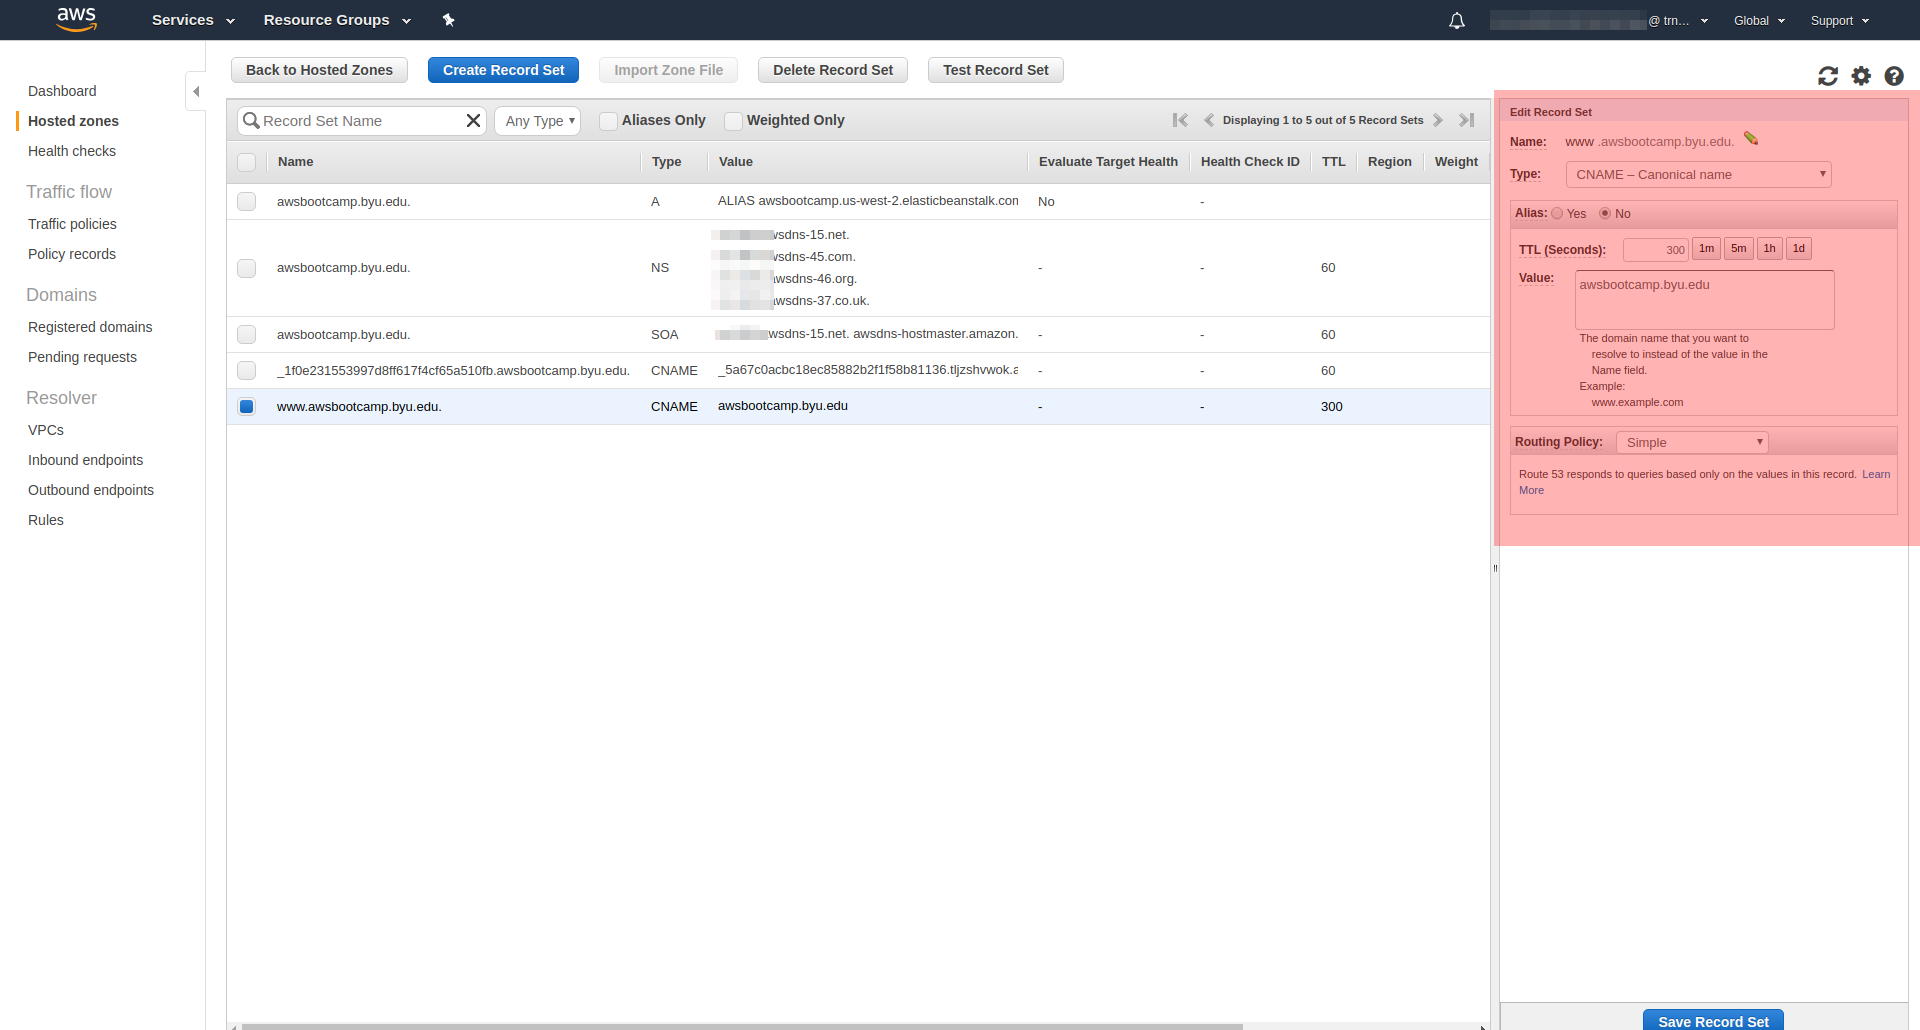 aws
Services
Resource Groups
@ trn...
Global
Support
Dashboard
Hosted zones
Health checks
Traffic flow
Traffic policies
Policy records
Domains
Registered domains
Pending requests
Resolver
VPCs
Inbound endpoints
Outbound endpoints
Rules
Back to Hosted Zones
Create Record Set
Import Zone File
Delete Record Set
Test Record Set
Record Set Name
Any Type
Aliases Only
Weighted Only
Displaying 1 to 5 out of 5 Record Sets
Name Type Value Evaluate Target Health Health Check ID TTL Region Weight
awsbootcamp.byu.edu. A ALIAS awsbootcamp.us-west-2.elasticbeanstalk.con No -
awsbootcamp.byu.edu. NS
wsdns-15.net.
wsdns-45.com.
awsdns-46.org.
awsdns-37.co.uk.
- - 60
awsbootcamp.byu.edu. SOA wsdns-15.net. awsdns-hostmaster.amazon. - - 60
_1f0e231553997d8ff617f4cf65a510fb.awsbootcamp.byu.edu. CNAME _5a67c0acbc18ec85882b2f1f58b81136.tljzshvwok.a - - 60
www.awsbootcamp.byu.edu. CNAME awsbootcamp.byu.edu - - 300
Edit Record Set
Name: www .awsbootcamp.byu.edu.
Type: CNAME – Canonical name
Alias: Yes No
TTL (Seconds): 300 1m 5m 1h 1d
Value: awsbootcamp.byu.edu
The domain name that you want to
resolve to instead of the value in the
Name field.
Example:
www.example.com
Routing Policy: Simple
Route 53 responds to queries based only on the values in this record. Learn
More
Save Record Set